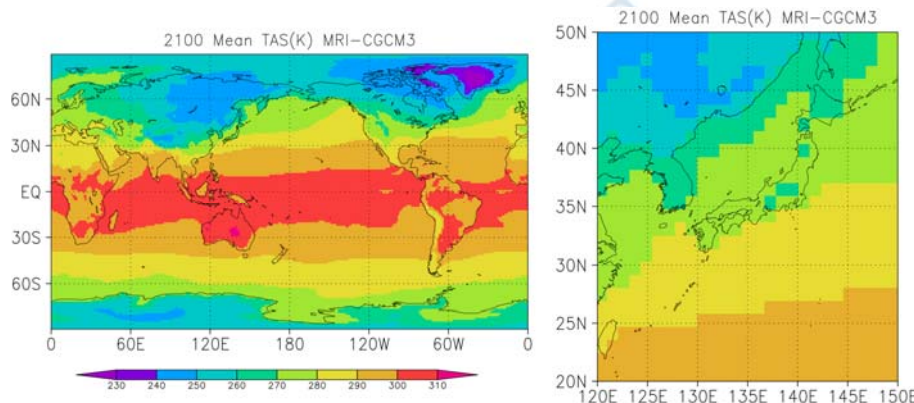 2100 Mean TAS(K) MRI-CGCM3
60N
30N
EQ
30S
60S
0 60E 120E 180 120W 60W 0
230 240 250 260 270 280 290 300 310
2100 Mean TAS(K) MRI-CGCM3
50N
45N
40N
35N
30N
25N
20N
120E 125E 130E 135E 140E 145E 150E